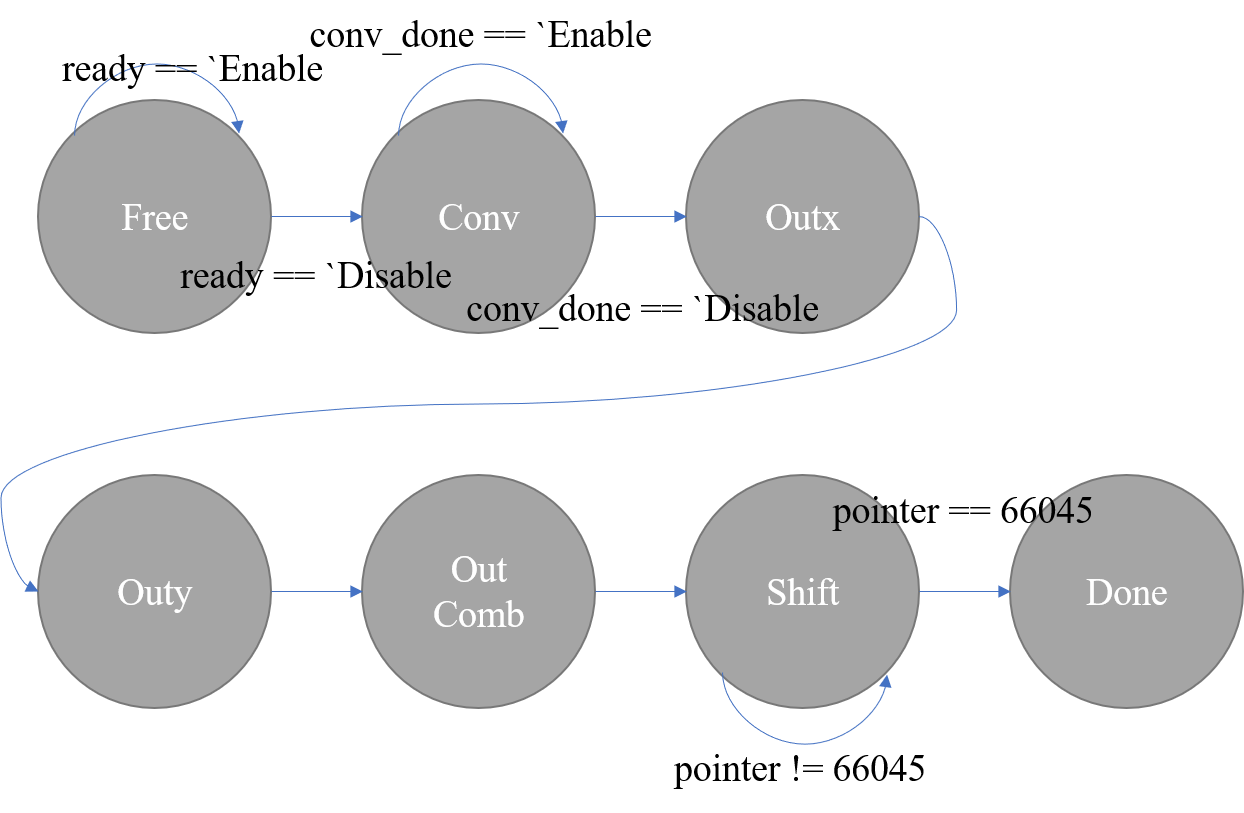 conv_done == `Enable
ready == `Enable
Free
Conv
Outx
ready == `Disable
conv_done == `Disable
pointer == 66045
Outy
Out
Comb
Shift
Done
pointer != 66045